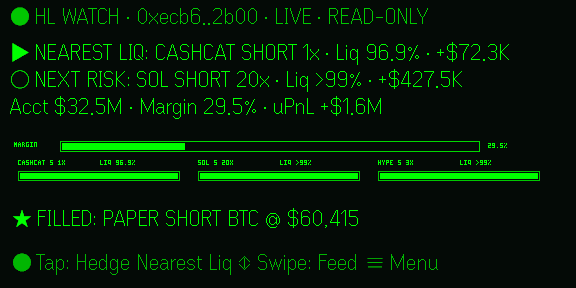 ● HL WATCH · 0xecb6..2b00 · LIVE · READ-ONLY
▶ NEAREST LIQ: CASHCAT SHORT 1x · Liq 96.9% · +$72.3K
○ NEXT RISK: SOL SHORT 20x · Liq >99% · +$427.5K
Acct $32.5M · Margin 29.5% · uPnL +$1.6M
MARGIN 29.5%
CASHCAT S 1X LIQ 96.9% SOL S 20X LIQ >99% HYPE S 3X LIQ >99%
★ FILLED: PAPER SHORT BTC @ $60,415
● Tap: Hedge Nearest Liq ↕ Swipe: Feed ☰ Menu